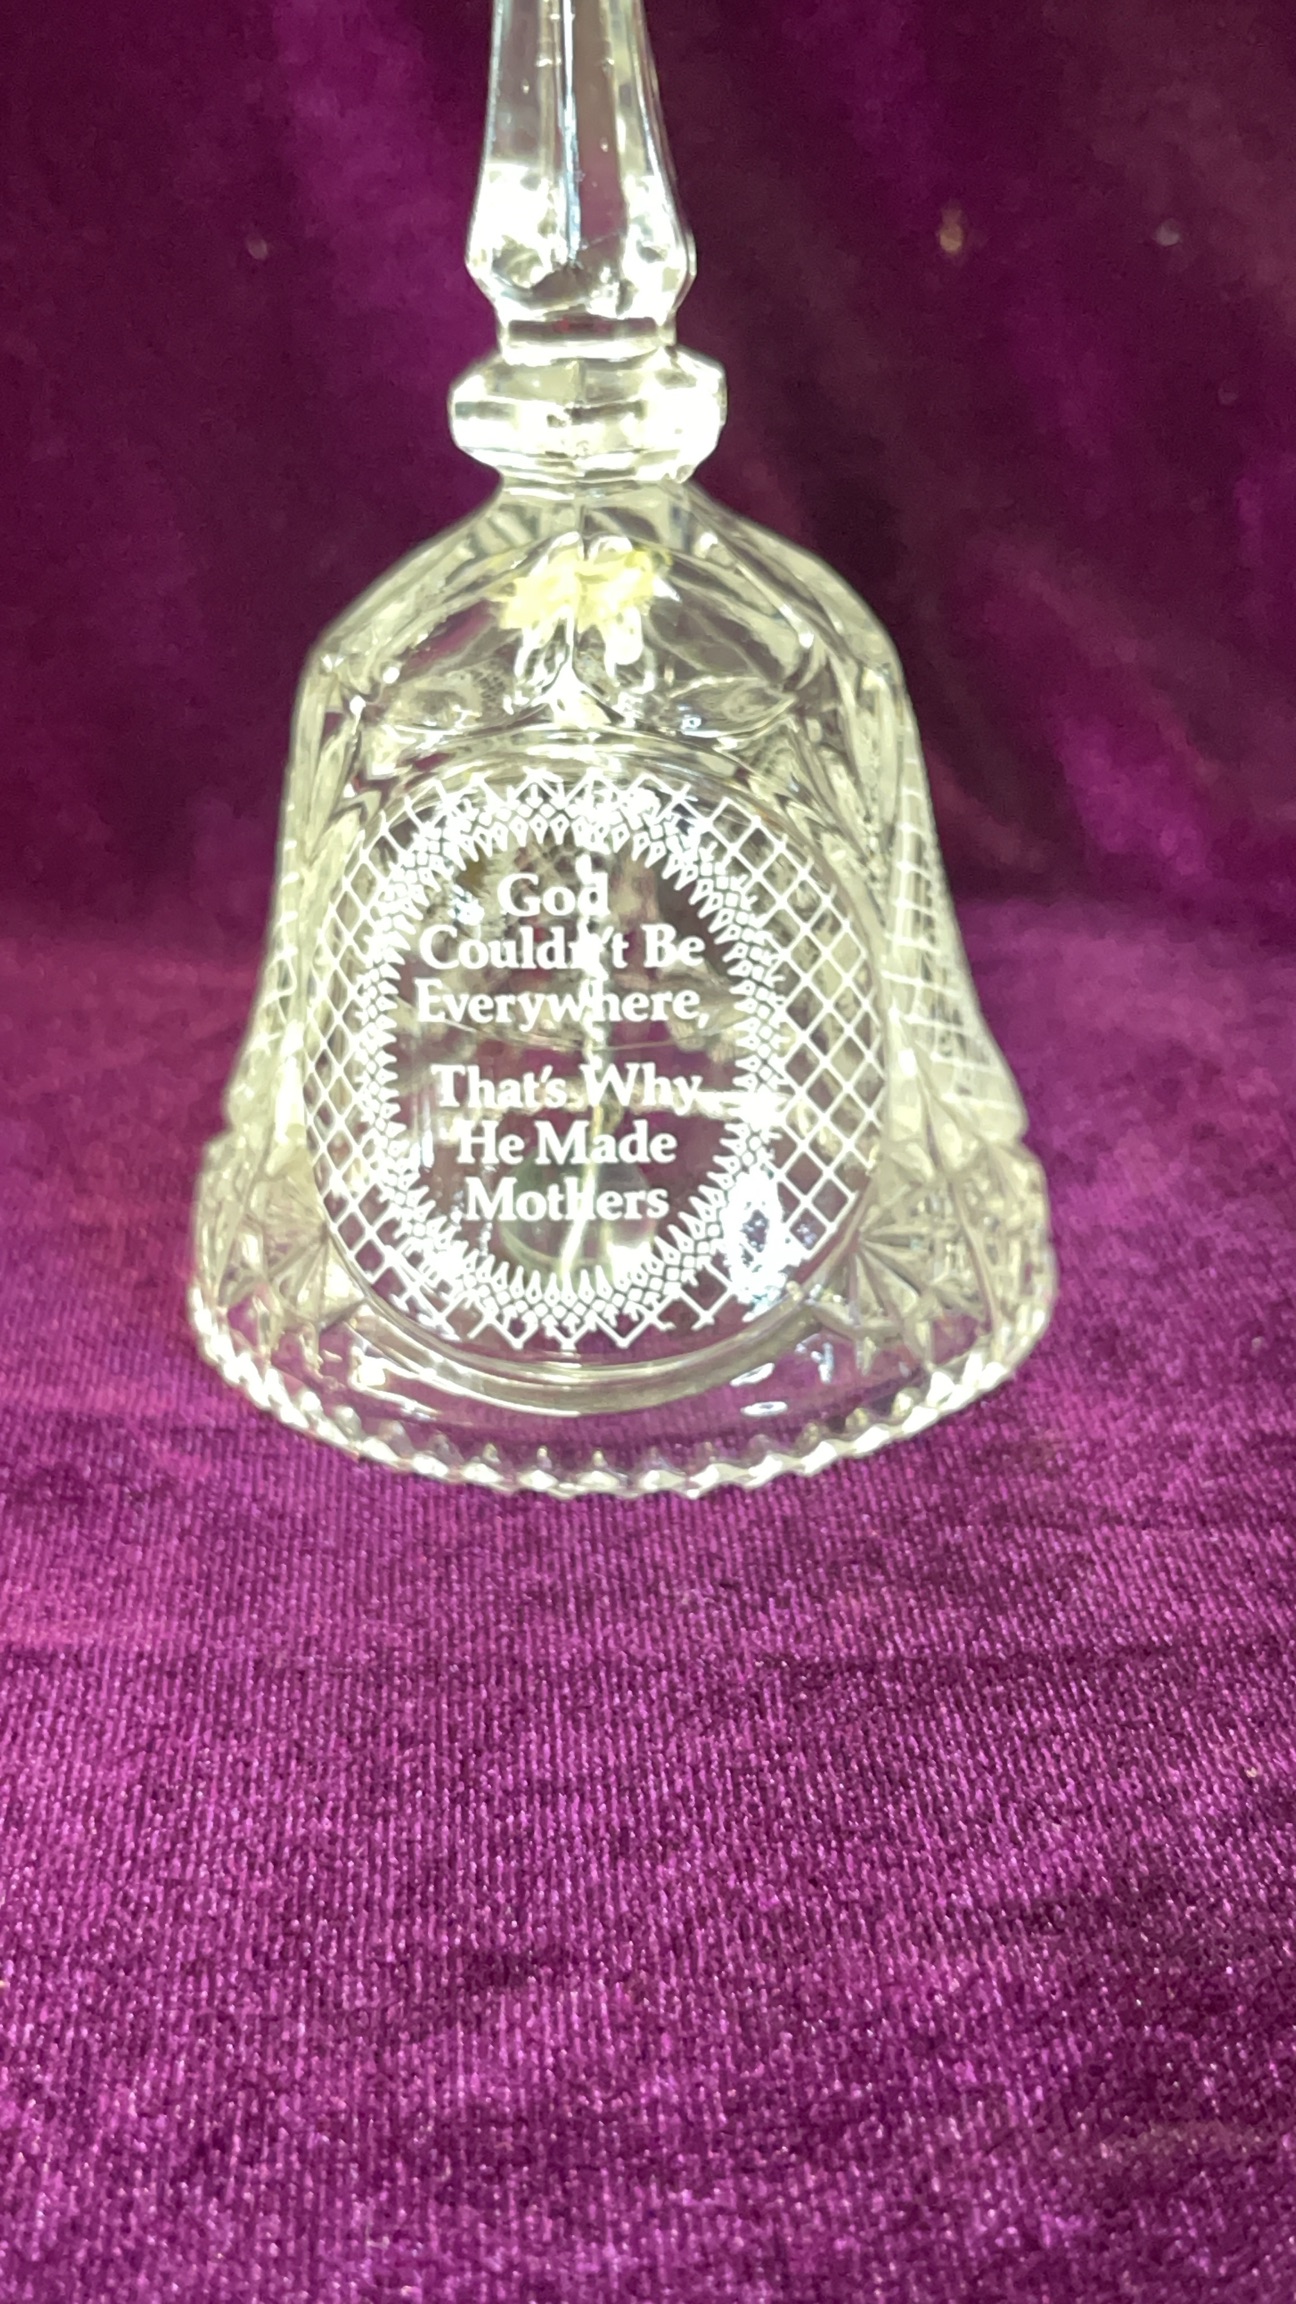 God
Couldn't Be
Everywhere,
That's Why
He Made
Mothers